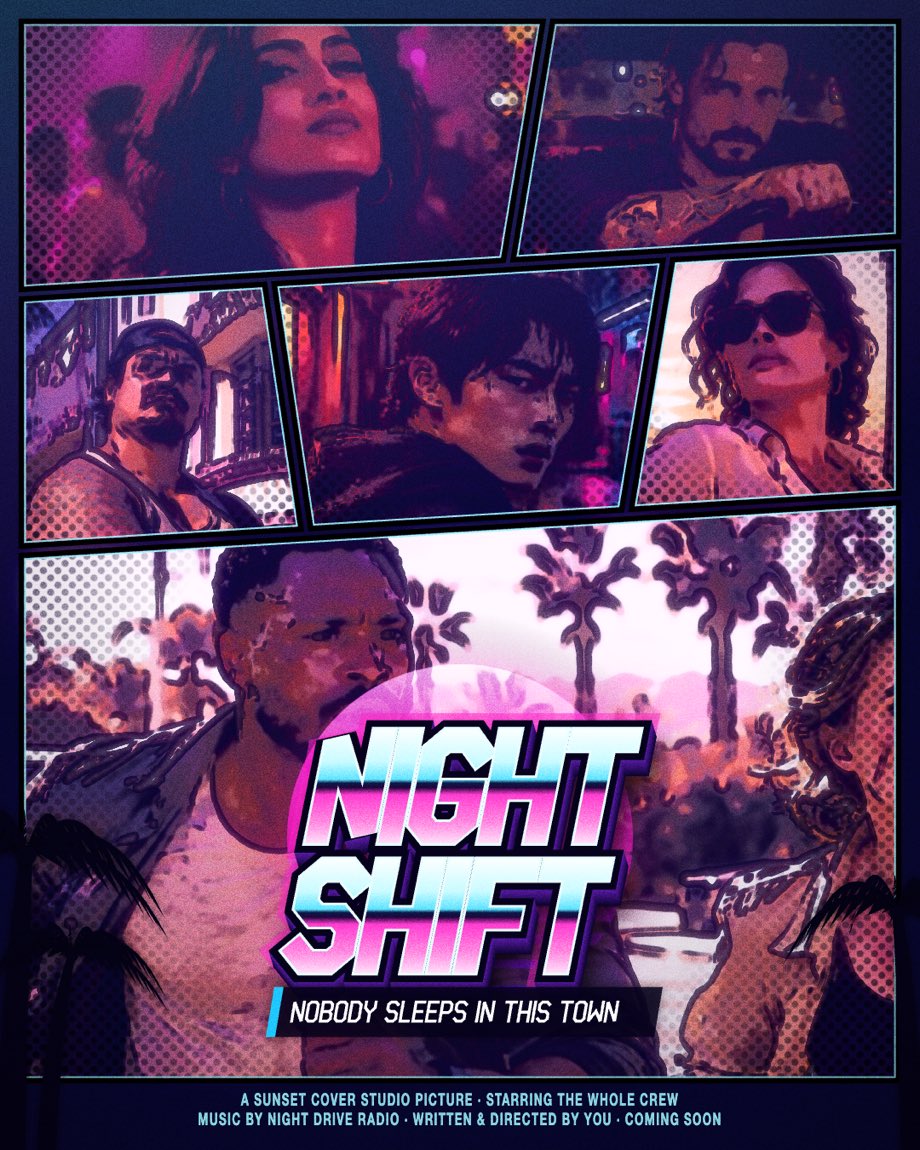 NIGHT
SHIFT
NOBODY SLEEPS IN THIS TOWN
A SUNSET COVER STUDIO PICTURE · STARRING THE WHOLE CREW
MUSIC BY NIGHT DRIVE RADIO · WRITTEN & DIRECTED BY YOU · COMING SOON